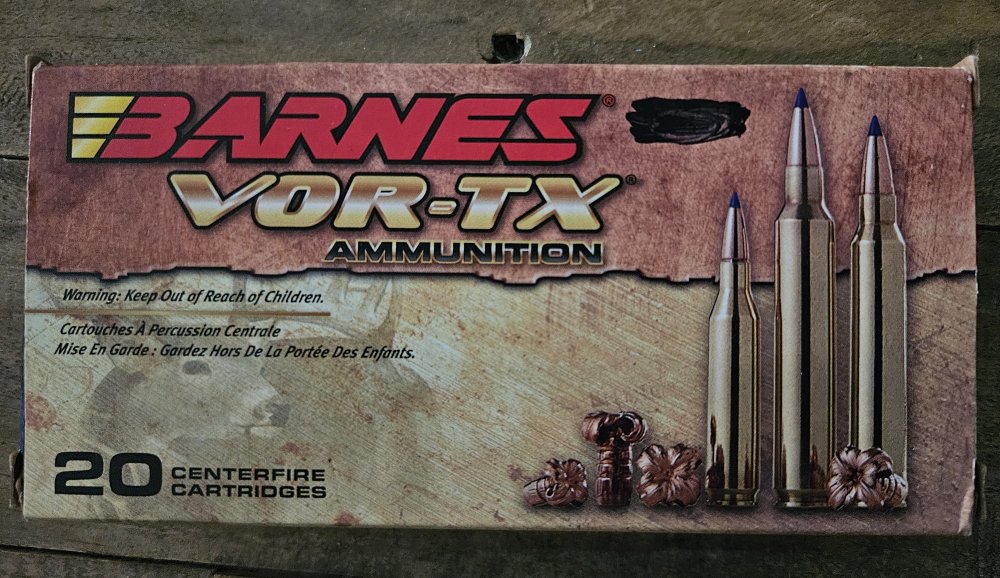 BARNES®
VOR-TX®
AMMUNITION
Warning: Keep Out of Reach of Children.
Cartouches À Percussion Centrale
Mise En Garde : Gardez Hors De La Portée Des Enfants.
20 CENTERFIRE
CARTRIDGES